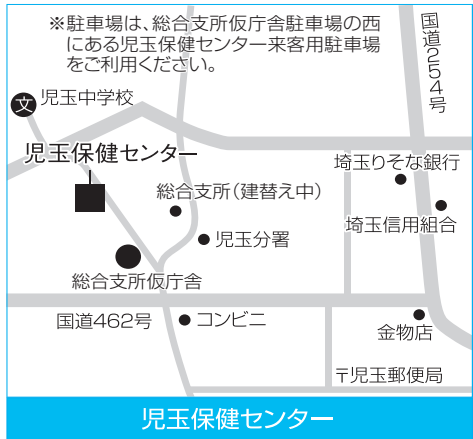 ※駐車場は、総合支所仮庁舎駐車場の西
にある児玉保健センター来客用駐車場
をご利用ください。
国道254号
文 児玉中学校
児玉保健センター
埼玉りそな銀行
総合支所(建替え中)
埼玉信用組合
児玉分署
総合支所仮庁舎
国道462号
コンビニ
金物店
〒児玉郵便局
児玉保健センター